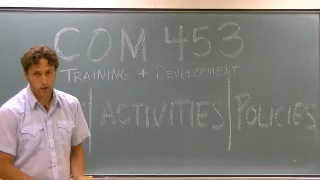 COM 453
TRAINING + DEVELOPMENT
ACTIVITIES | POLICIES